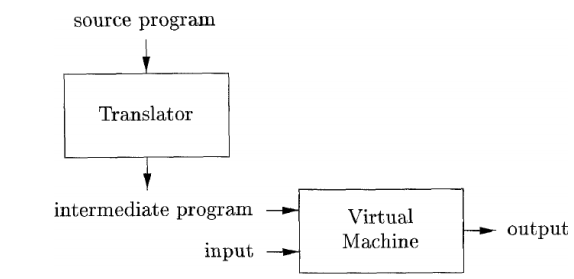 source program
Translator
intermediate program
input
Virtual
Machine
output